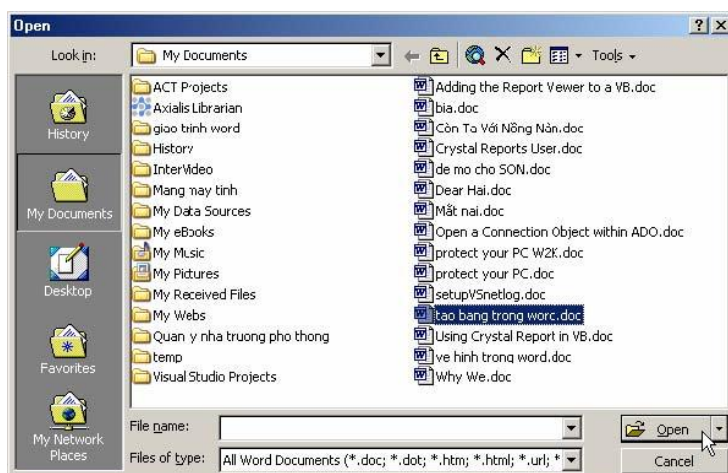 Open
Look in: My Documents Tools
History
My Documents
Desktop
Favorites
My Network
Places
ACT Projects
Axialis Librarian
giao trinh word
History
InterVideo
Mang may tinh
My Data Sources
My eBooks
My Music
My Pictures
My Received Files
My Webs
Quan y nha truong pho thong
temp
Visual Studio Projects
Adding the Report Viewer to a VB.doc
bia.doc
Còn Ta Với Nồng Nàn.doc
Crystal Reports User.doc
de mo cho SON.doc
Dear Hai.doc
Mắt nai.doc
Open a Connection Object within ADO.doc
protect your PC W2K.doc
protect your PC.doc
setupVSnetlog.doc
tao bang trong word.doc
Using Crystal Report in VB.doc
ve hinh trong word.doc
Why We.doc
File name:
Open
Files of type: All Word Documents (*.doc; *.dot; *.htm; *.html; *.url; *
Cancel